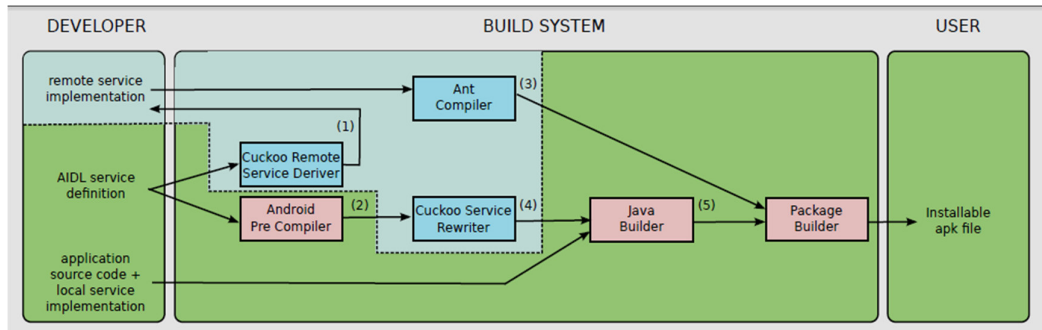 DEVELOPER
BUILD SYSTEM
USER
remote service
implementation
Ant
Compiler
(3)
(1)
Cuckoo Remote
Service Deriver
AIDL service
definition
Android
Pre Compiler
(2)
Cuckoo Service
Rewriter
(4)
Java
Builder
(5)
Package
Builder
Installable
apk file
application
source code +
local service
implementation